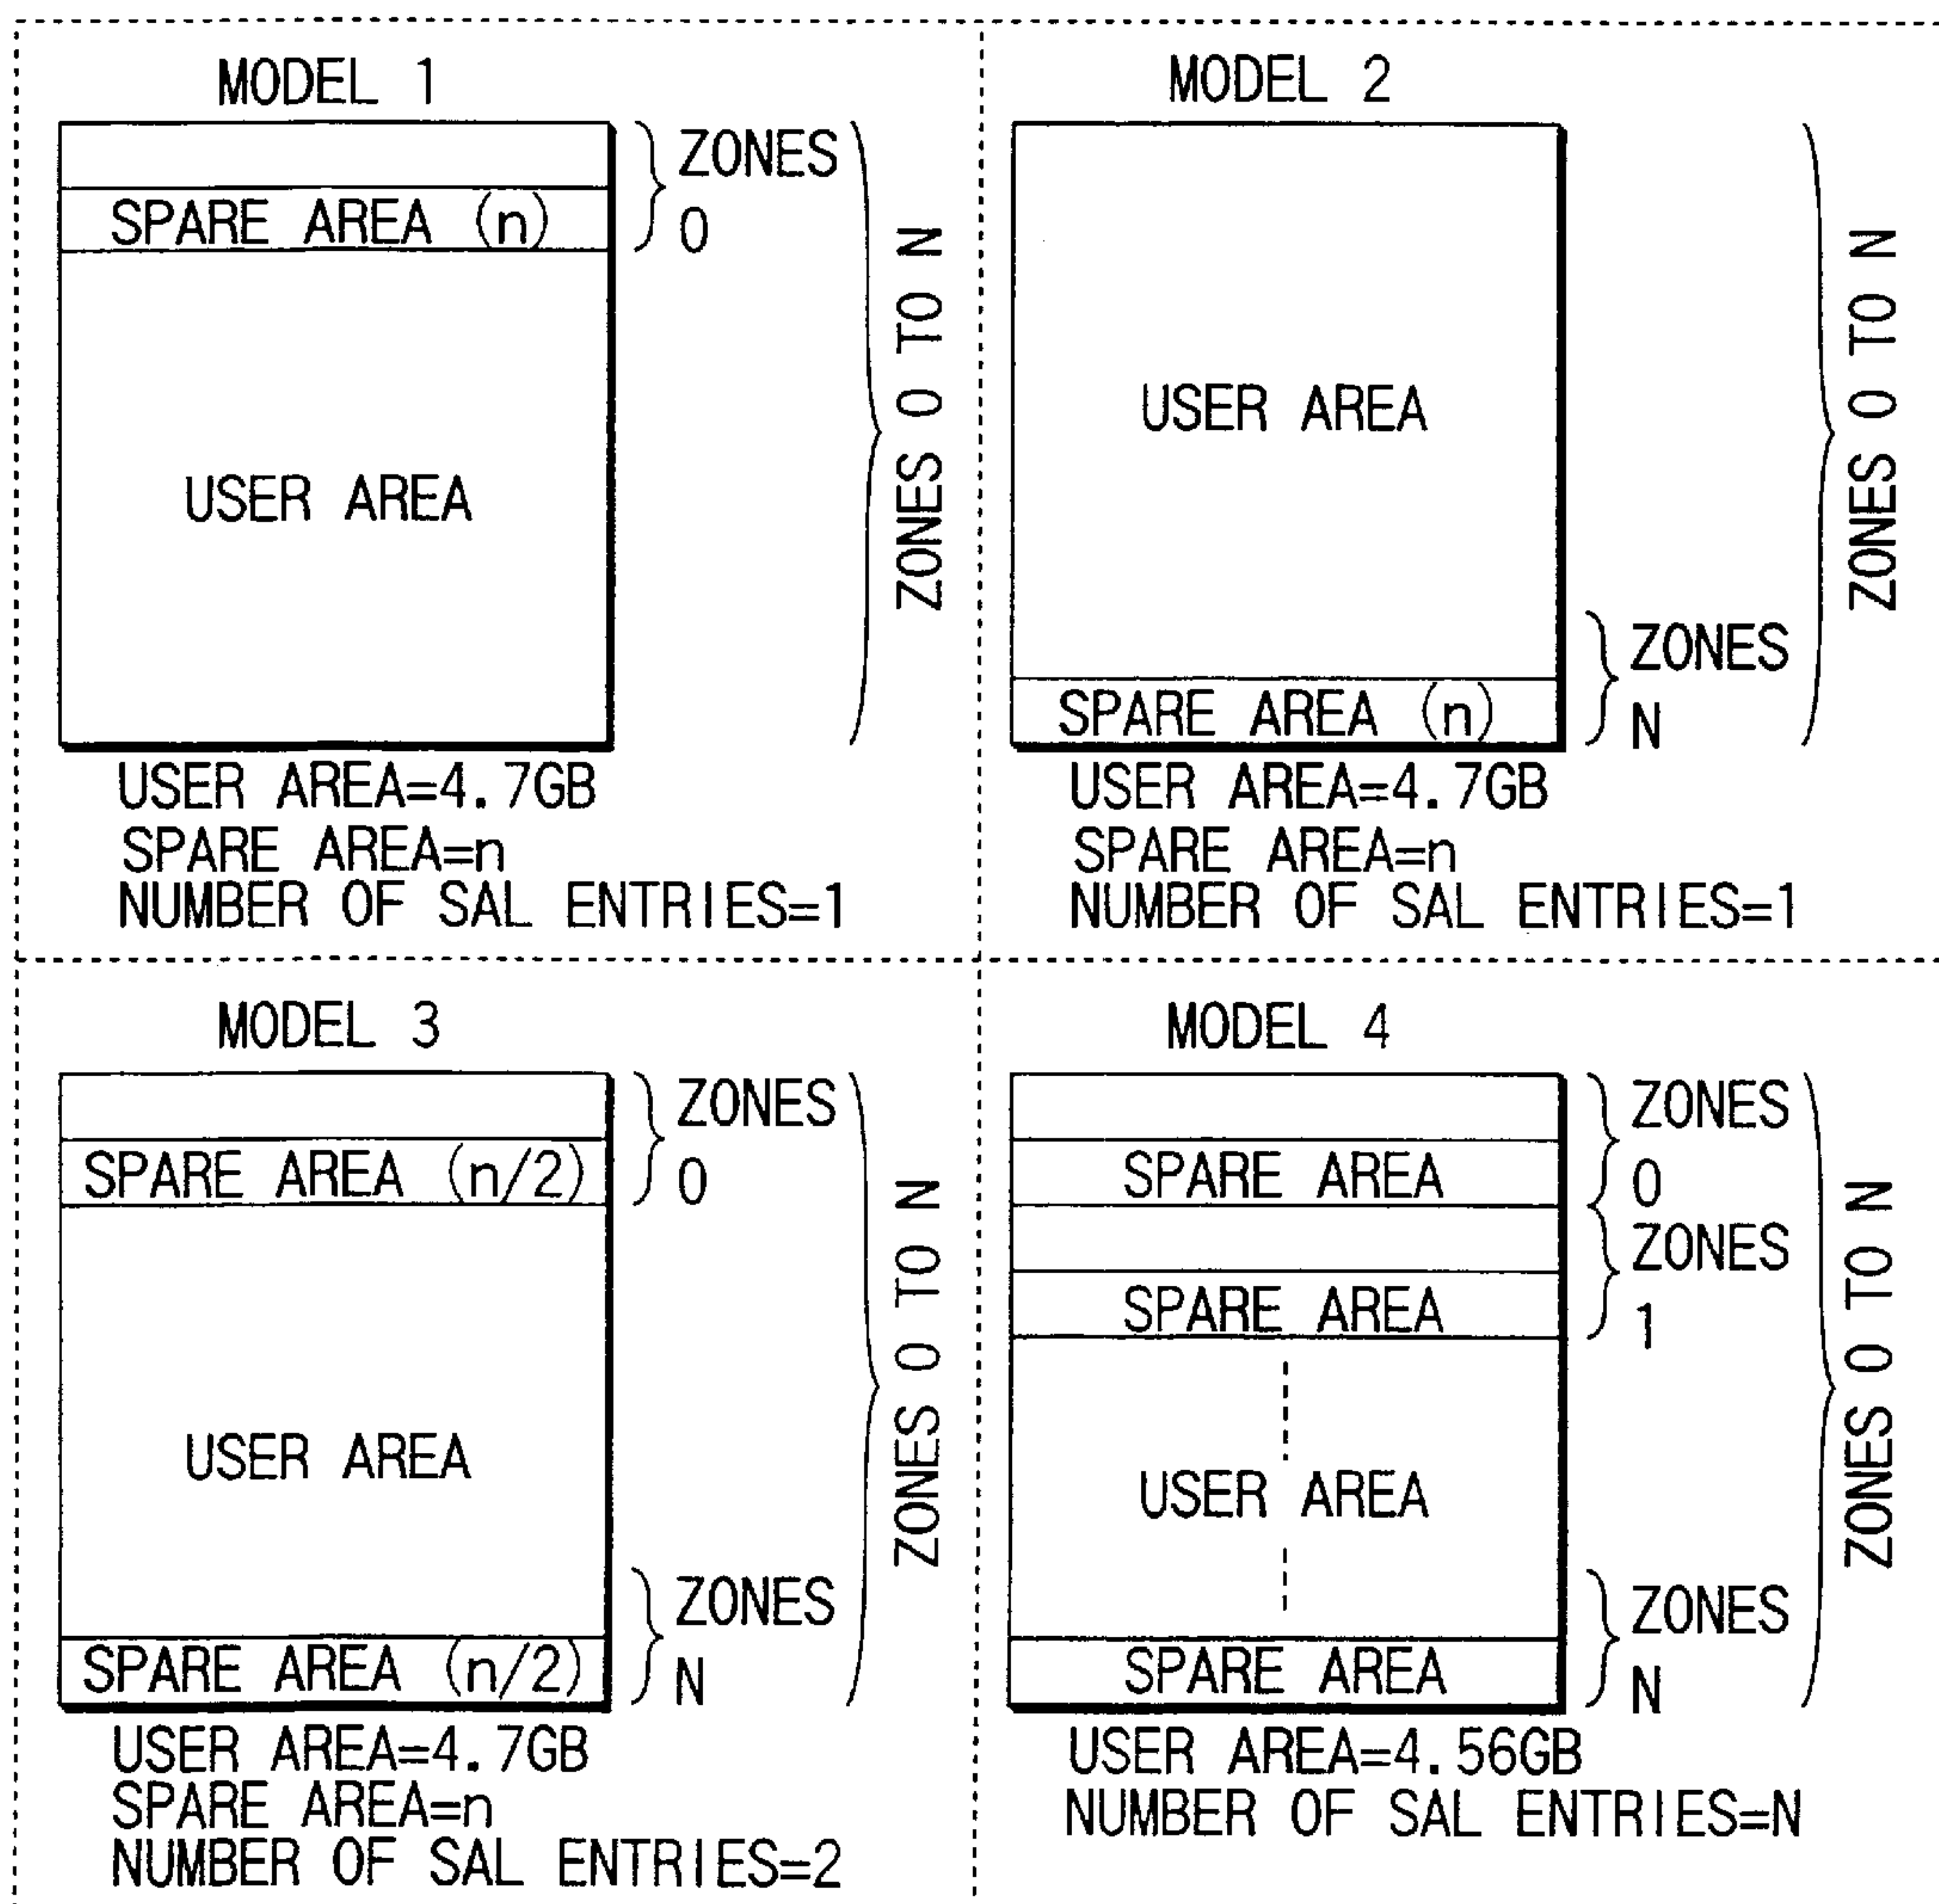 MODEL 1
ZONES
SPARE AREA (n)
0
USER AREA
ZONES 0 TO N
USER AREA=4.7GB
SPARE AREA=n
NUMBER OF SAL ENTRIES=1
MODEL 2
USER AREA
ZONES
SPARE AREA (n)
N
ZONES 0 TO N
USER AREA=4.7GB
SPARE AREA=n
NUMBER OF SAL ENTRIES=1
MODEL 3
ZONES
SPARE AREA (n/2)
0
USER AREA
ZONES
SPARE AREA (n/2)
N
ZONES 0 TO N
USER AREA=4.7GB
SPARE AREA=n
NUMBER OF SAL ENTRIES=2
MODEL 4
ZONES
SPARE AREA
0
ZONES
SPARE AREA
1
USER AREA
ZONES
SPARE AREA
N
ZONES 0 TO N
USER AREA=4.56GB
NUMBER OF SAL ENTRIES=N